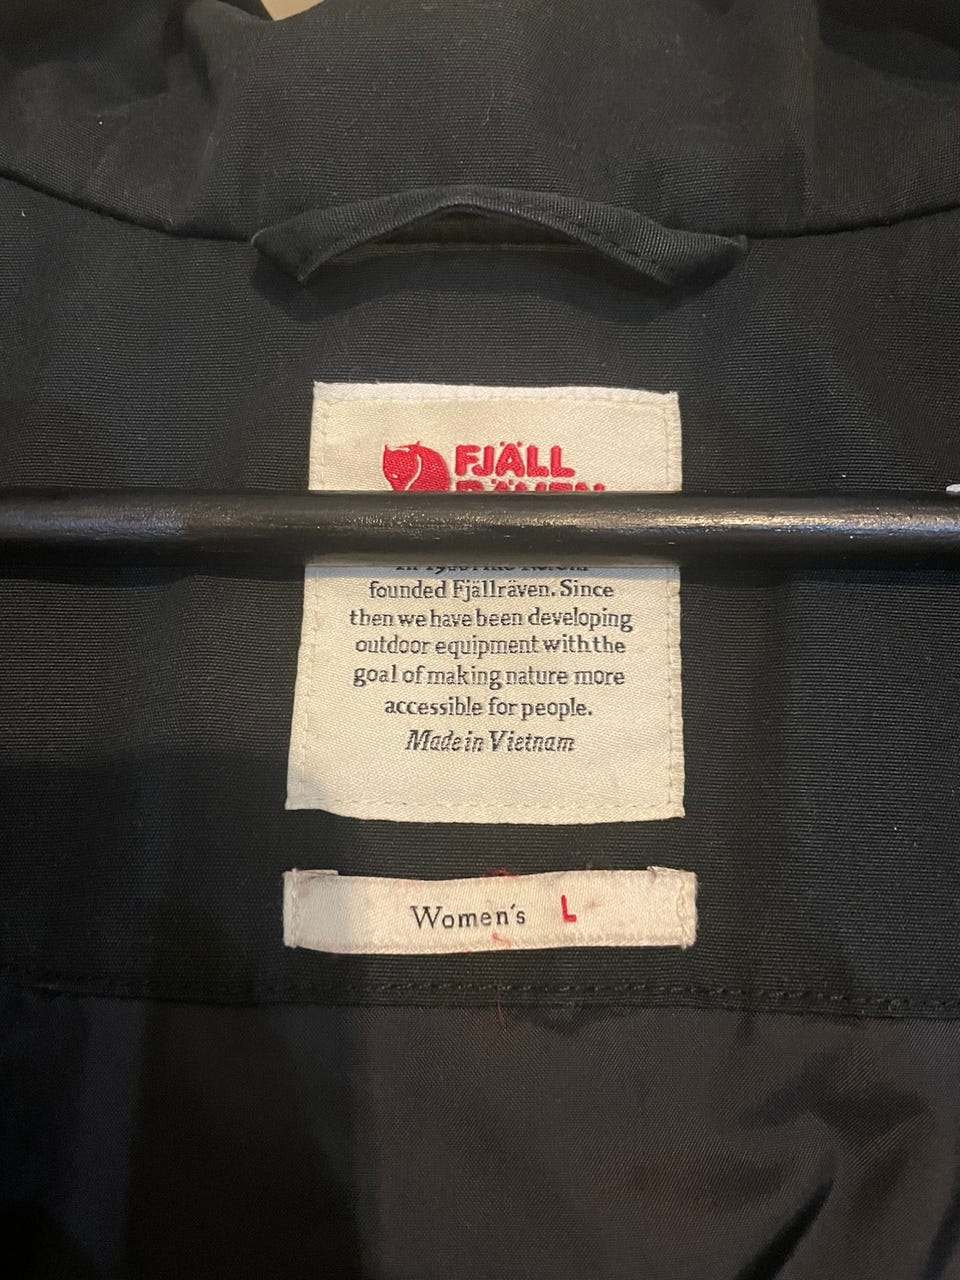 FJÄLL
RÄVEN
founded Fjällräven. Since
then we have been developing
outdoor equipment with the
goal of making nature more
accessible for people.
Made in Vietnam
Women's L